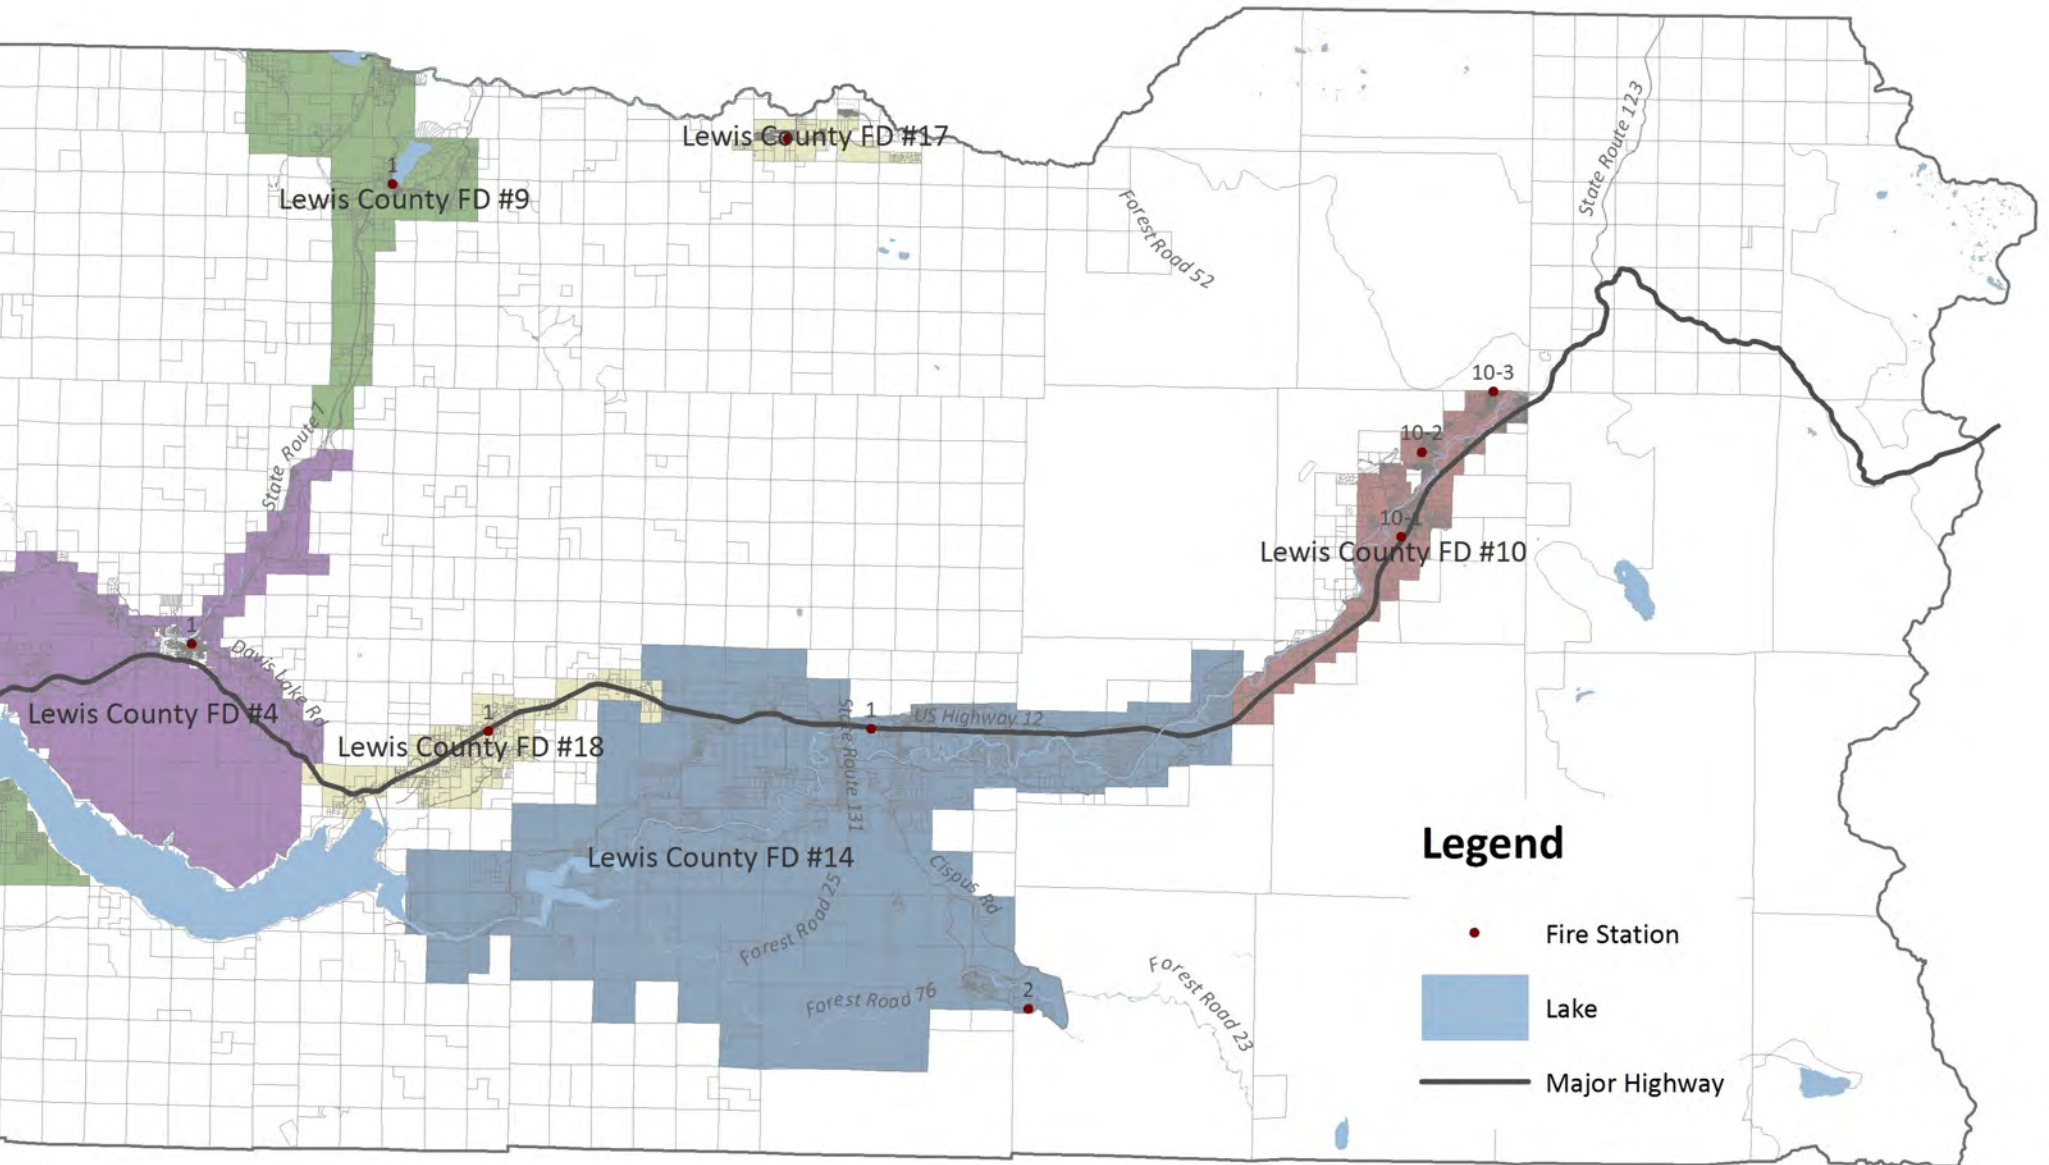 State Route 123
Lewis County FD #17
1
Lewis County FD #9
Forest Road 52
10-3
State Route 7
10-2
10-1
Lewis County FD #10
1
Davis Lake Rd
Lewis County FD #4
1
Lewis County FD #18
1
US Highway 12
State Route 131
Lewis County FD #14
Cispus Rd
Forest Road 25
Forest Road 76
2
Forest Road 23
Legend
Fire Station
Lake
Major Highway